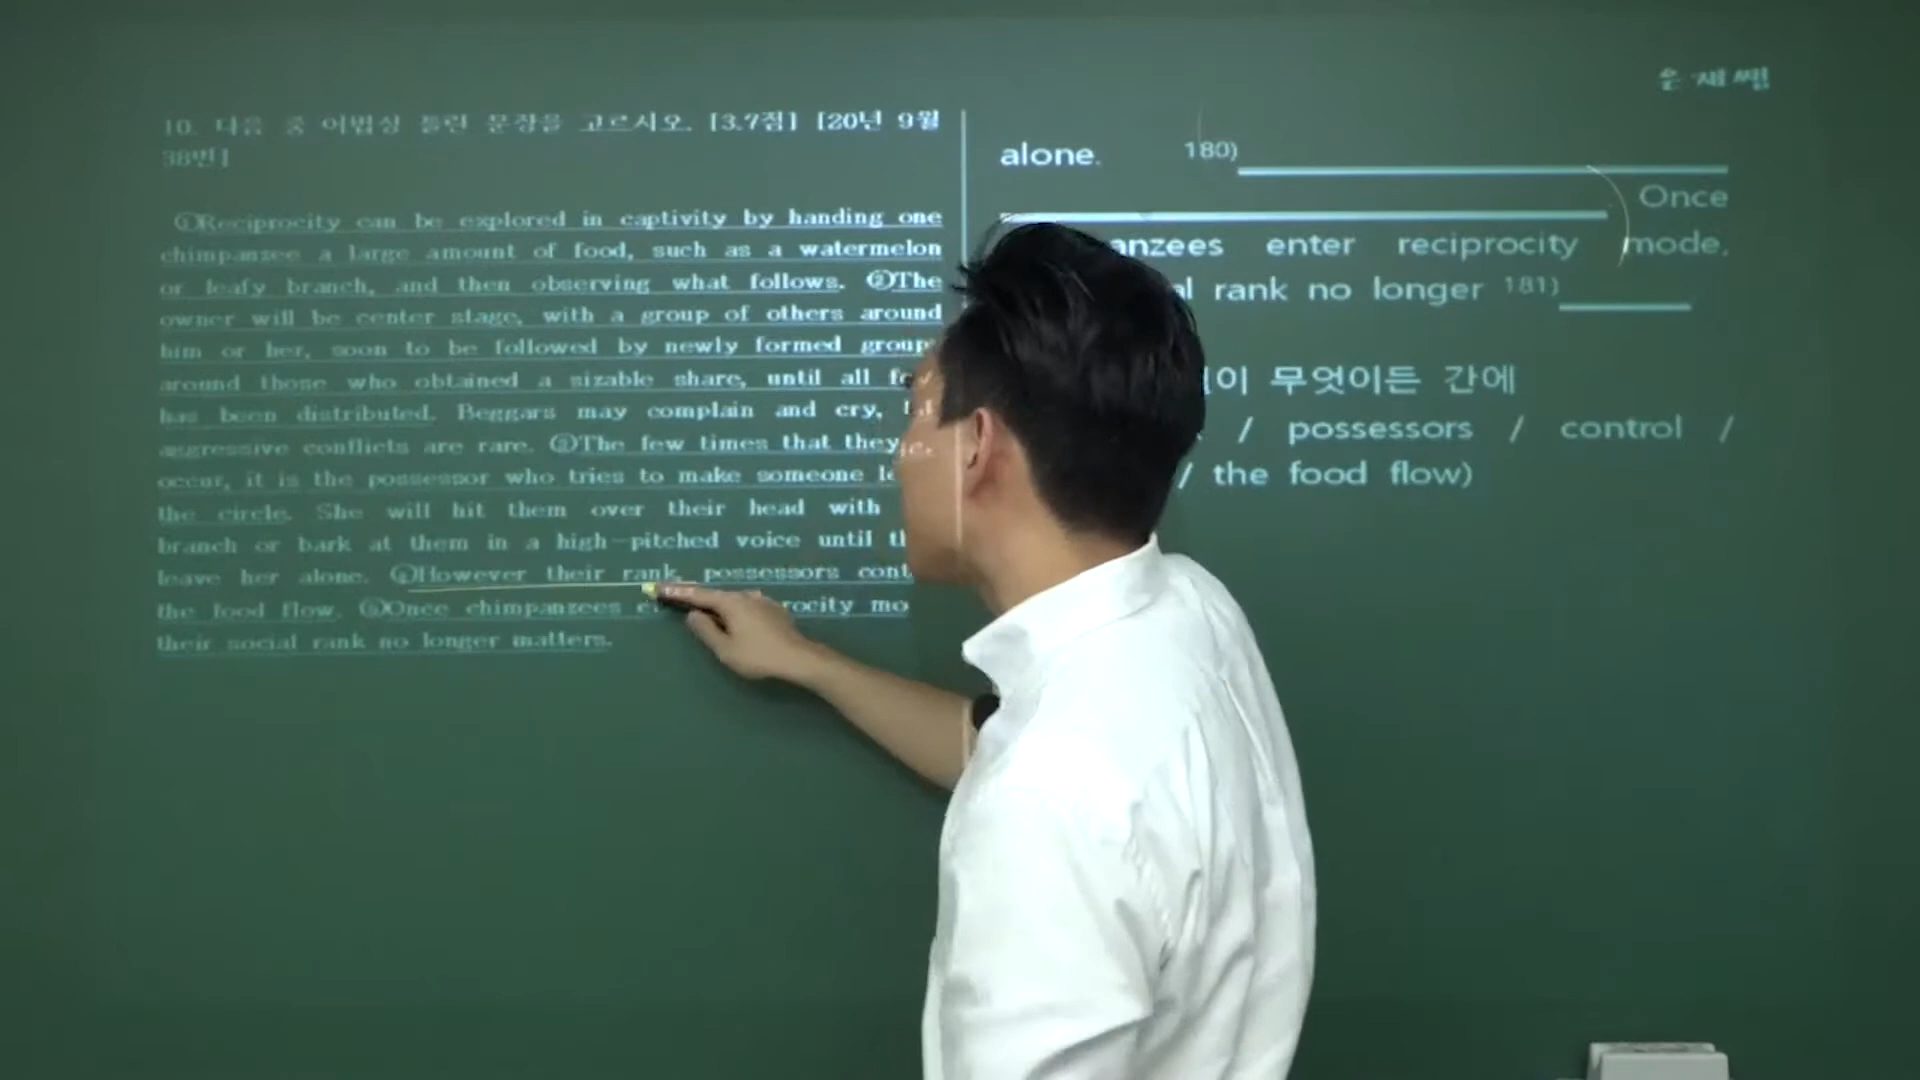 은재쌤
10. 다음 중 어법상 틀린 문장을 고르시오. [3.7점] [20년 9월
38번]
①Reciprocity can be explored in captivity by handing one
chimpanzee a large amount of food, such as a watermelon
or leafy branch, and then observing what follows. ②The
owner will be center stage, with a group of others around
him or her, soon to be followed by newly formed group
around those who obtained a sizable share, until all
has been distributed. Beggars may complain and cry,
aggressive conflicts are rare. ③The few times that they
occur, it is the possessor who tries to make someone
the circle. She will hit them over their head with
branch or bark at them in a high-pitched voice until
leave her alone. ④However their rank, possessors
the food flow. ⑤Once chimpanzees
their social rank no longer matters.
alone. 180)
Once
enter reciprocity mode,
rank no longer 181)
무엇이든 간에
/ possessors / control /
/ the food flow)